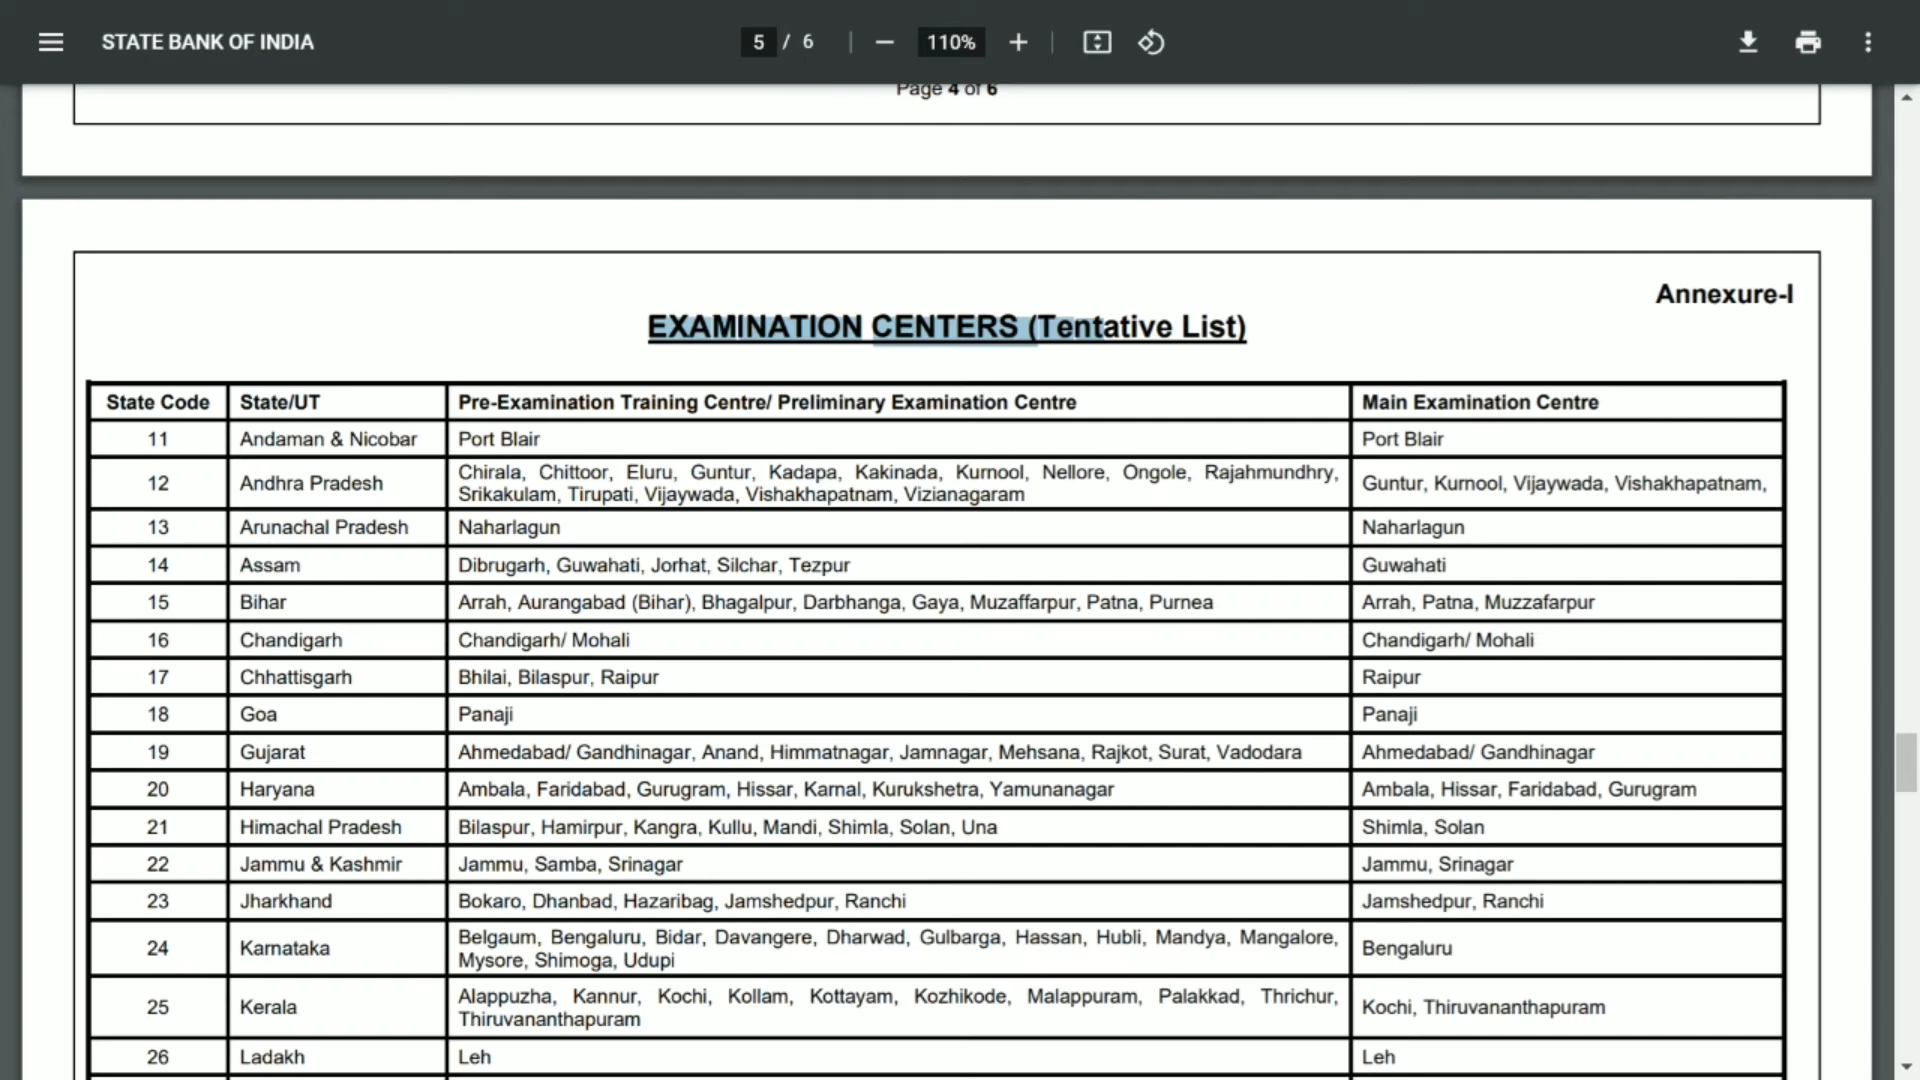 STATE BANK OF INDIA
5 / 6
110%
Page 4 of 6
Annexure-I
EXAMINATION CENTERS (Tentative List)
State Code State/UT Pre-Examination Training Centre/ Preliminary Examination Centre Main Examination Centre
11 Andaman & Nicobar Port Blair Port Blair
12 Andhra Pradesh Chirala, Chittoor, Eluru, Guntur, Kadapa, Kakinada, Kurnool, Nellore, Ongole, Rajahmundhry,
Srikakulam, Tirupati, Vijaywada, Vishakhapatnam, Vizianagaram Guntur, Kurnool, Vijaywada, Vishakhapatnam,
13 Arunachal Pradesh Naharlagun Naharlagun
14 Assam Dibrugarh, Guwahati, Jorhat, Silchar, Tezpur Guwahati
15 Bihar Arrah, Aurangabad (Bihar), Bhagalpur, Darbhanga, Gaya, Muzaffarpur, Patna, Purnea Arrah, Patna, Muzzafarpur
16 Chandigarh Chandigarh/ Mohali Chandigarh/ Mohali
17 Chhattisgarh Bhilai, Bilaspur, Raipur Raipur
18 Goa Panaji Panaji
19 Gujarat Ahmedabad/ Gandhinagar, Anand, Himmatnagar, Jamnagar, Mehsana, Rajkot, Surat, Vadodara Ahmedabad/ Gandhinagar
20 Haryana Ambala, Faridabad, Gurugram, Hissar, Karnal, Kurukshetra, Yamunanagar Ambala, Hissar, Faridabad, Gurugram
21 Himachal Pradesh Bilaspur, Hamirpur, Kangra, Kullu, Mandi, Shimla, Solan, Una Shimla, Solan
22 Jammu & Kashmir Jammu, Samba, Srinagar Jammu, Srinagar
23 Jharkhand Bokaro, Dhanbad, Hazaribag, Jamshedpur, Ranchi Jamshedpur, Ranchi
24 Karnataka Belgaum, Bengaluru, Bidar, Davangere, Dharwad, Gulbarga, Hassan, Hubli, Mandya, Mangalore,
Mysore, Shimoga, Udupi Bengaluru
25 Kerala Alappuzha, Kannur, Kochi, Kollam, Kottayam, Kozhikode, Malappuram, Palakkad, Thrichur,
Thiruvananthapuram Kochi, Thiruvananthapuram
26 Ladakh Leh Leh